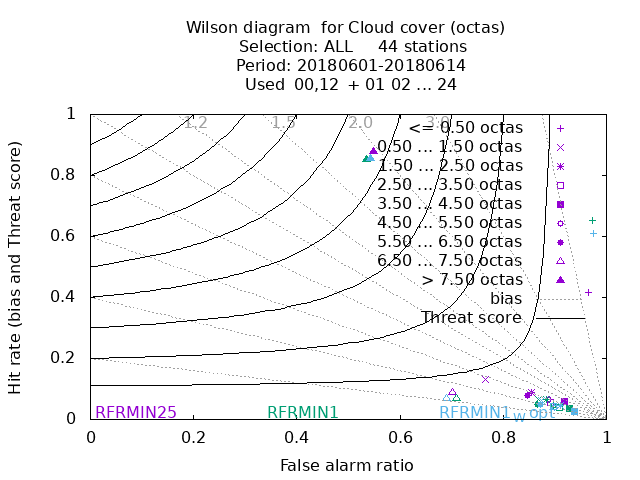 Wilson diagram  for Cloud cover (octas)
Selection: ALL     44 stations
Period: 20180601-20180614
Used  00,12  + 01 02 ... 24
1.2 1.5 2.0 3.0
<= 0.50 octas
0.50 ... 1.50 octas
1.50 ... 2.50 octas
2.50 ... 3.50 octas
3.50 ... 4.50 octas
4.50 ... 5.50 octas
5.50 ... 6.50 octas
6.50 ... 7.50 octas
> 7.50 octas
bias
Threat score
Hit rate (bias and Threat score)
1
0.8
0.6
0.4
0.2
0
RFRMIN25 RFRMIN1 RFRMIN1_w opt
0 0.2 0.4 0.6 0.8 1
False alarm ratio